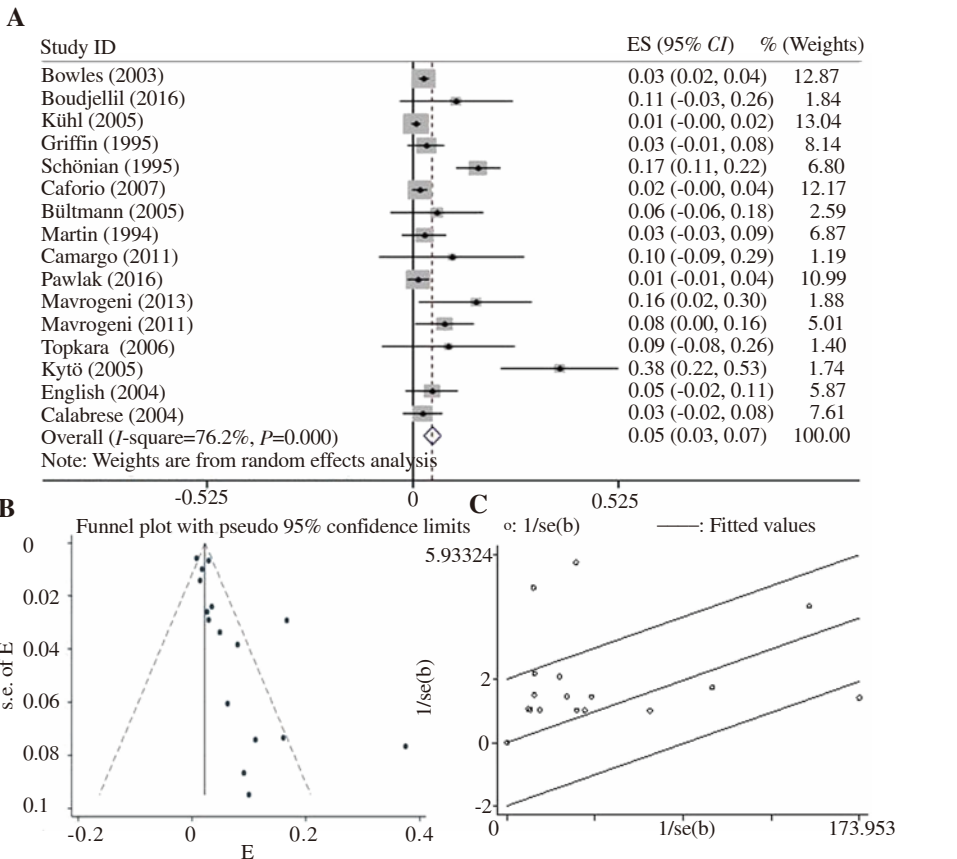 A
Study ID ES (95% CI) % (Weights)
Bowles (2003) 0.03 (0.02, 0.04) 12.87
Boudjellil (2016) 0.11 (-0.03, 0.26) 1.84
Kühl (2005) 0.01 (-0.00, 0.02) 13.04
Griffin (1995) 0.03 (-0.01, 0.08) 8.14
Schönian (1995) 0.17 (0.11, 0.22) 6.80
Caforio (2007) 0.02 (-0.00, 0.04) 12.17
Bültmann (2005) 0.06 (-0.06, 0.18) 2.59
Martin (1994) 0.03 (-0.03, 0.09) 6.87
Camargo (2011) 0.10 (-0.09, 0.29) 1.19
Pawlak (2016) 0.01 (-0.01, 0.04) 10.99
Mavrogeni (2013) 0.16 (0.02, 0.30) 1.88
Mavrogeni (2011) 0.08 (0.00, 0.16) 5.01
Topkara (2006) 0.09 (-0.08, 0.26) 1.40
Kytö (2005) 0.38 (0.22, 0.53) 1.74
English (2004) 0.05 (-0.02, 0.11) 5.87
Calabrese (2004) 0.03 (-0.02, 0.08) 7.61
Overall (I-square=76.2%, P=0.000) 0.05 (0.03, 0.07) 100.00
Note: Weights are from random effects analysis
-0.525 0 0.525
B
Funnel plot with pseudo 95% confidence limits
s.e. of E
0
0.02
0.04
0.06
0.08
0.1
-0.2 0 0.2 0.4
E
C
o: 1/se(b) ——: Fitted values
1/se(b)
5.93324
2
0
-2
0 1/se(b) 173.953